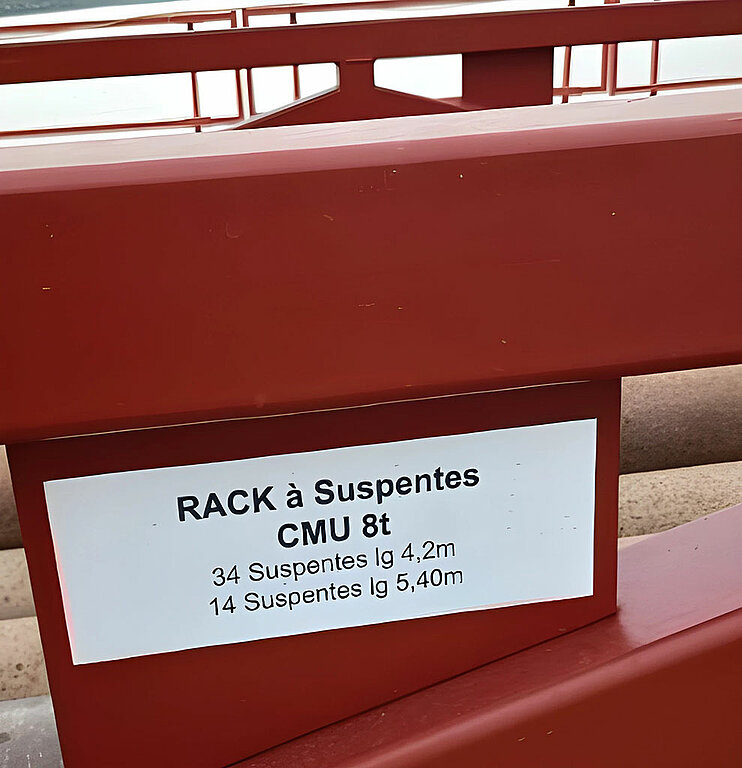 RACK à Suspentes
CMU 8t
34 Suspentes lg 4,2m
14 Suspentes lg 5,40m